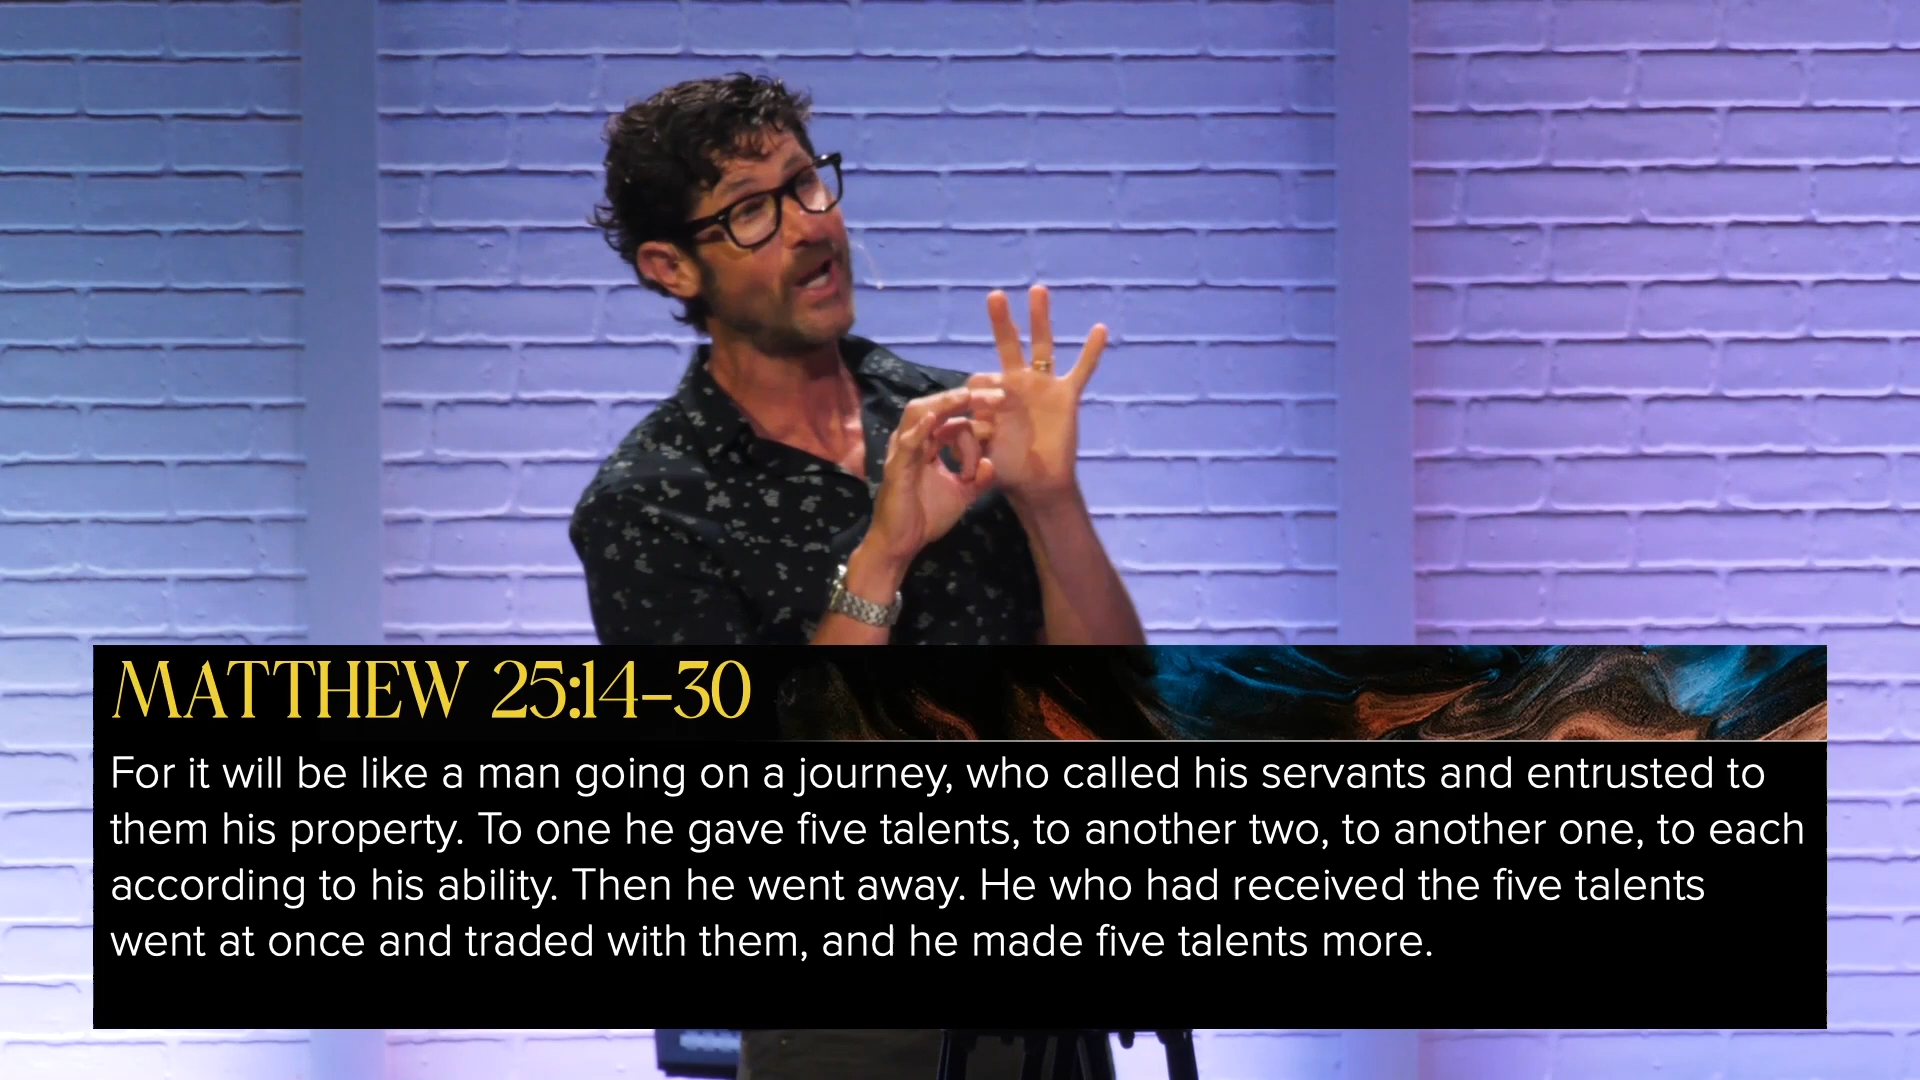 MATTHEW 25:14–30
For it will be like a man going on a journey, who called his servants and entrusted to
them his property. To one he gave five talents, to another two, to another one, to each
according to his ability. Then he went away. He who had received the five talents
went at once and traded with them, and he made five talents more.